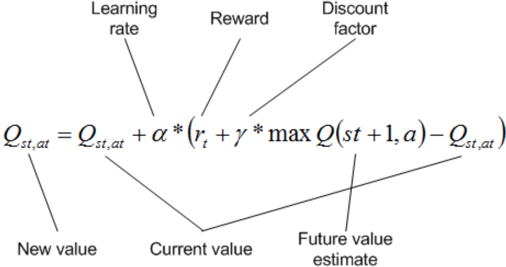 Learning
rate
Reward
Discount
factor
Q_{st,at} = Q_{st,at} + α * (r_t + γ * max Q(st + 1, a) − Q_{st,at})
New value
Current value
Future value
estimate